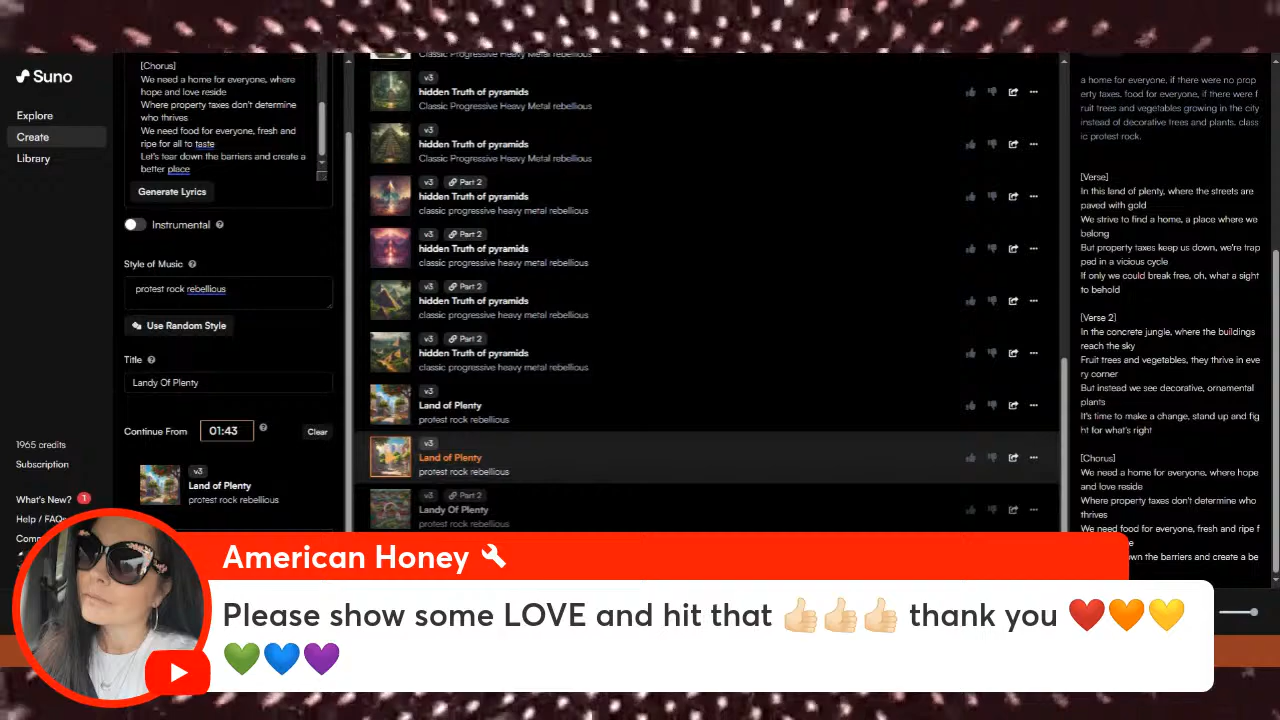 Suno
Explore
Create
Library
1965 credits
Subscription
What's New? 1
Help / FAQ
[Chorus]
We need a home for everyone, where
hope and love reside
Where property taxes don't determine
who thrives
We need food for everyone, fresh and
ripe for all to taste
Let's tear down the barriers and create a
better place
Generate Lyrics
Instrumental
Style of Music
protest rock rebellious
Use Random Style
Title
Landy Of Plenty
Continue From 01:43 Clear
v3
Land of Plenty
protest rock rebellious
Classic Progressive Heavy Metal rebellious
v3
hidden Truth of pyramids
Classic Progressive Heavy Metal rebellious
v3
hidden Truth of pyramids
Classic Progressive Heavy Metal rebellious
v3 Part 2
hidden Truth of pyramids
classic progressive heavy metal rebellious
v3 Part 2
hidden Truth of pyramids
classic progressive heavy metal rebellious
v3 Part 2
hidden Truth of pyramids
classic progressive heavy metal rebellious
v3 Part 2
hidden Truth of pyramids
classic progressive heavy metal rebellious
v3
Land of Plenty
protest rock rebellious
v3
Land of Plenty
protest rock rebellious
v3 Part 2
Landy Of Plenty
protest rock rebellious
a home for everyone, if there were no prop
erty taxes. food for everyone, if there were f
ruit trees and vegetables growing in the city
instead of decorative trees and plants. class
ic protest rock.
[Verse]
In this land of plenty, where the streets are
paved with gold
We strive to find a home, a place where we
belong
But property taxes keep us down, we're trap
ped in a vicious cycle
If only we could break free, oh, what a sight
to behold
[Verse 2]
In the concrete jungle, where the buildings
reach the sky
Fruit trees and vegetables, they thrive in eve
ry corner
But instead we see decorative, ornamental
plants
It's time to make a change, stand up and fig
ht for what's right
[Chorus]
We need a home for everyone, where hope
and love reside
Where property taxes don't determine who
thrives
We need food for everyone, fresh and ripe f
the barriers and create a be
American Honey
Please show some LOVE and hit that 👍🏻👍🏻👍🏻 thank you ❤️🧡💛
💚💙💜